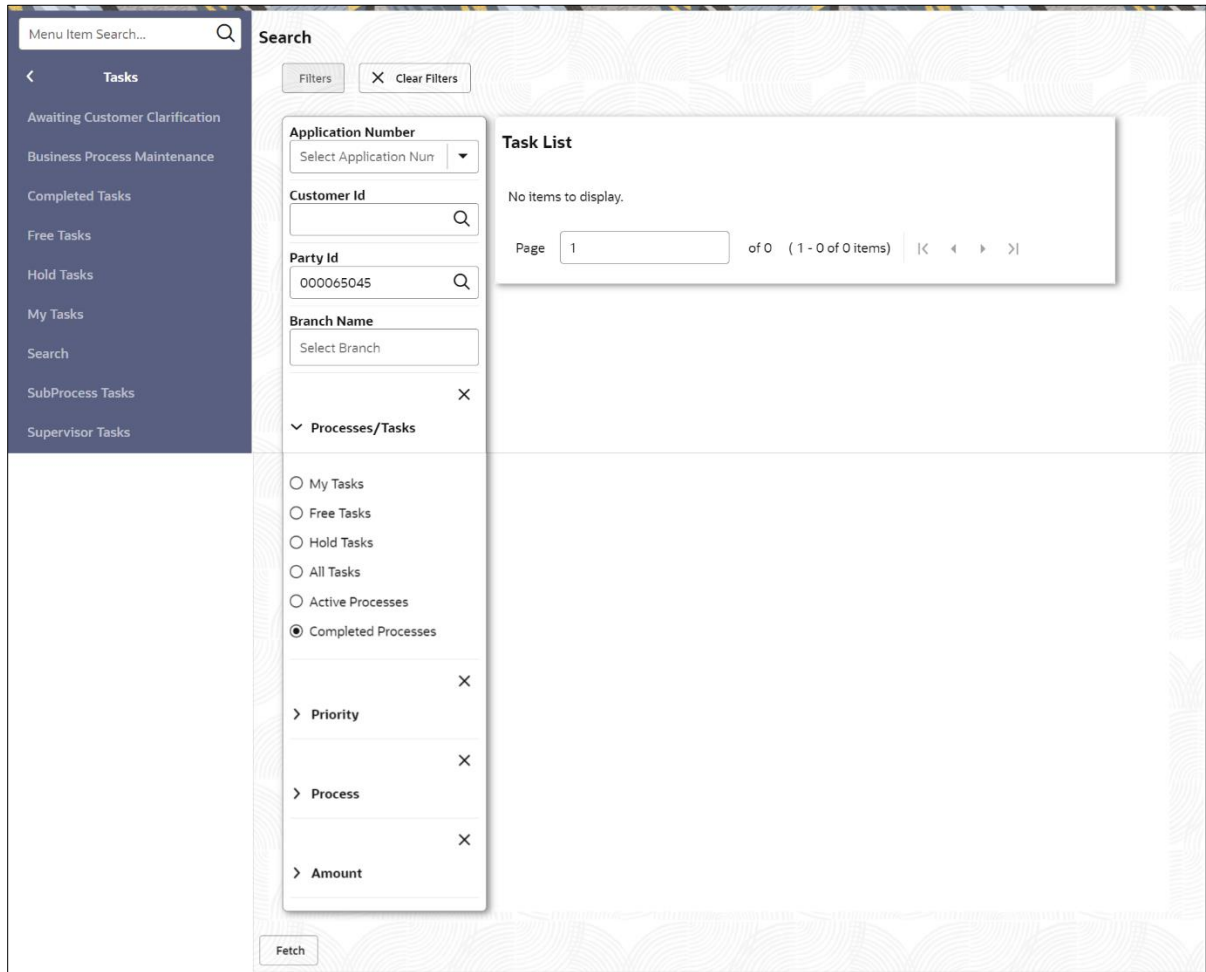 Menu Item Search...
Tasks
Awaiting Customer Clarification
Business Process Maintenance
Completed Tasks
Free Tasks
Hold Tasks
My Tasks
Search
SubProcess Tasks
Supervisor Tasks
Search
Filters
Clear Filters
Application Number
Select Application Num
Customer Id
Party Id
000065045
Branch Name
Select Branch
Processes/Tasks
My Tasks
Free Tasks
Hold Tasks
All Tasks
Active Processes
Completed Processes
Priority
Process
Amount
Fetch
Task List
No items to display.
Page 1 of 0 ( 1 - 0 of 0 items)